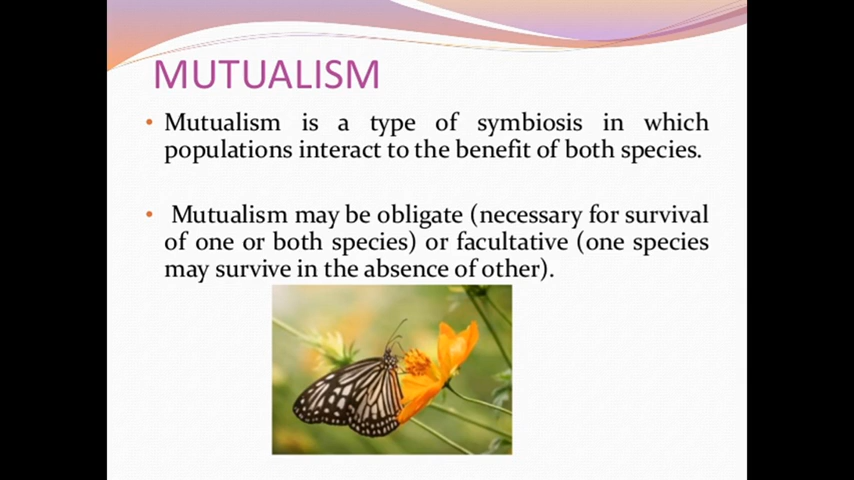 MUTUALISM
• Mutualism is a type of symbiosis in which
populations interact to the benefit of both species.
• Mutualism may be obligate (necessary for survival
of one or both species) or facultative (one species
may survive in the absence of other).